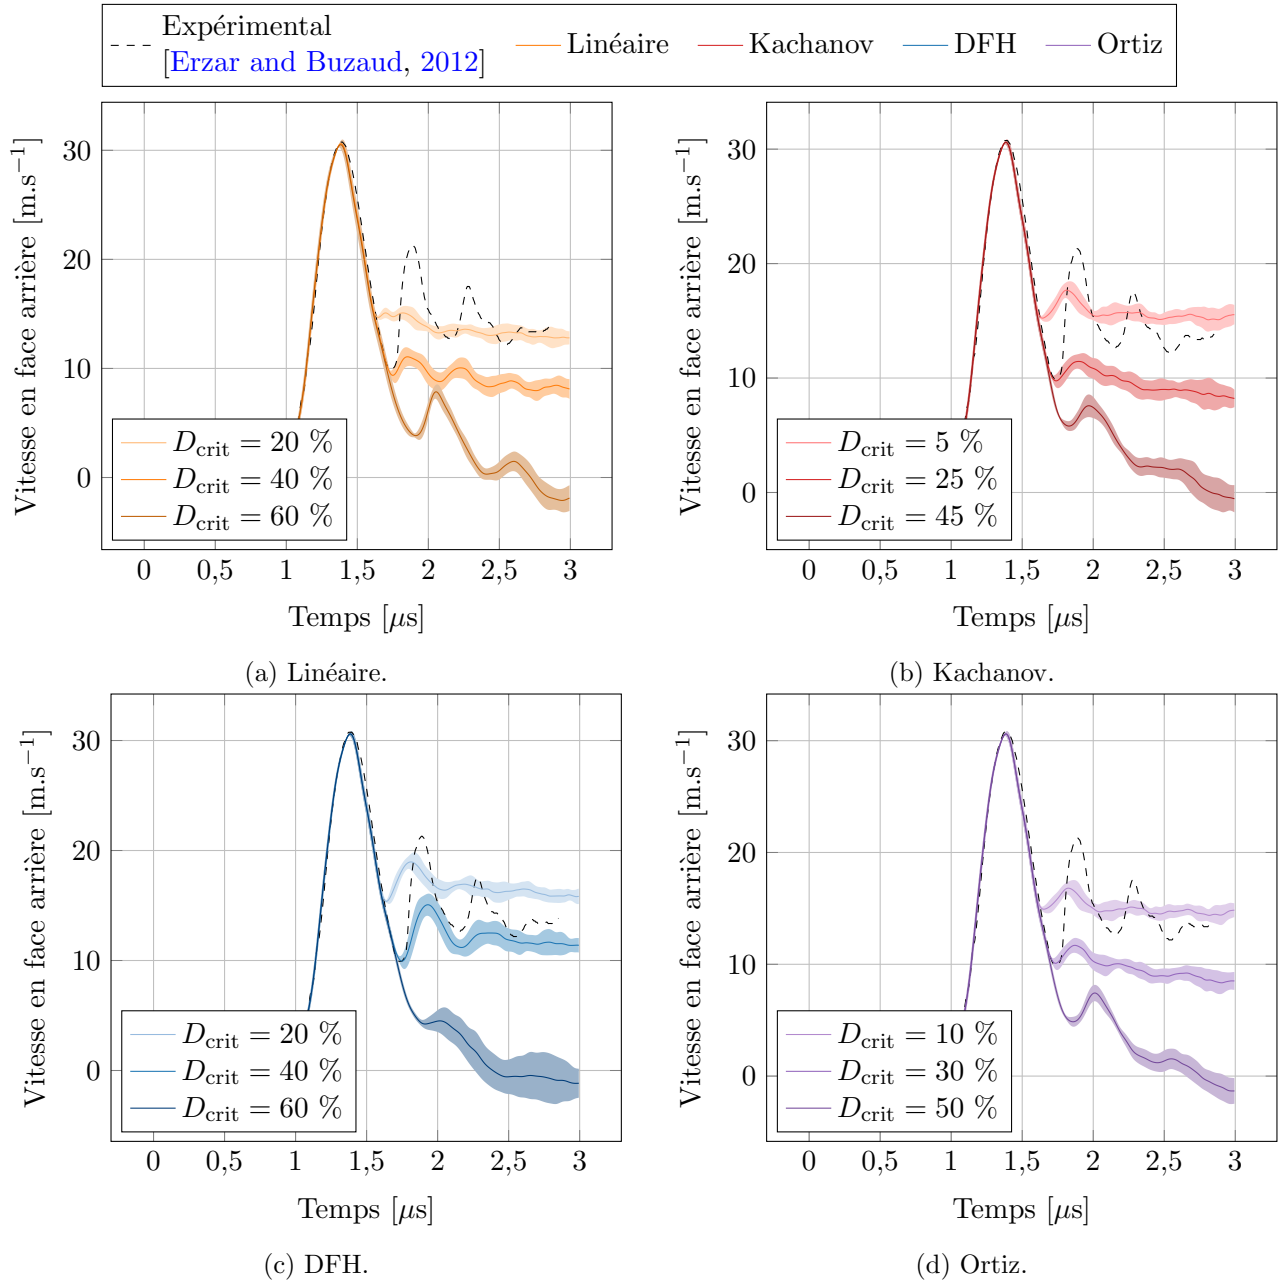 Expérimental
[Erzar and Buzaud, 2012]
Linéaire
Kachanov
DFH
Ortiz
Vitesse en face arrière [m.s⁻¹]
30
20
10
0
D_crit = 20 %
D_crit = 40 %
D_crit = 60 %
0 0,5 1 1,5 2 2,5 3
Temps [μs]
(a) Linéaire.
Vitesse en face arrière [m.s⁻¹]
30
20
10
0
D_crit = 5 %
D_crit = 25 %
D_crit = 45 %
0 0,5 1 1,5 2 2,5 3
Temps [μs]
(b) Kachanov.
Vitesse en face arrière [m.s⁻¹]
30
20
10
0
D_crit = 20 %
D_crit = 40 %
D_crit = 60 %
0 0,5 1 1,5 2 2,5 3
Temps [μs]
(c) DFH.
Vitesse en face arrière [m.s⁻¹]
30
20
10
0
D_crit = 10 %
D_crit = 30 %
D_crit = 50 %
0 0,5 1 1,5 2 2,5 3
Temps [μs]
(d) Ortiz.